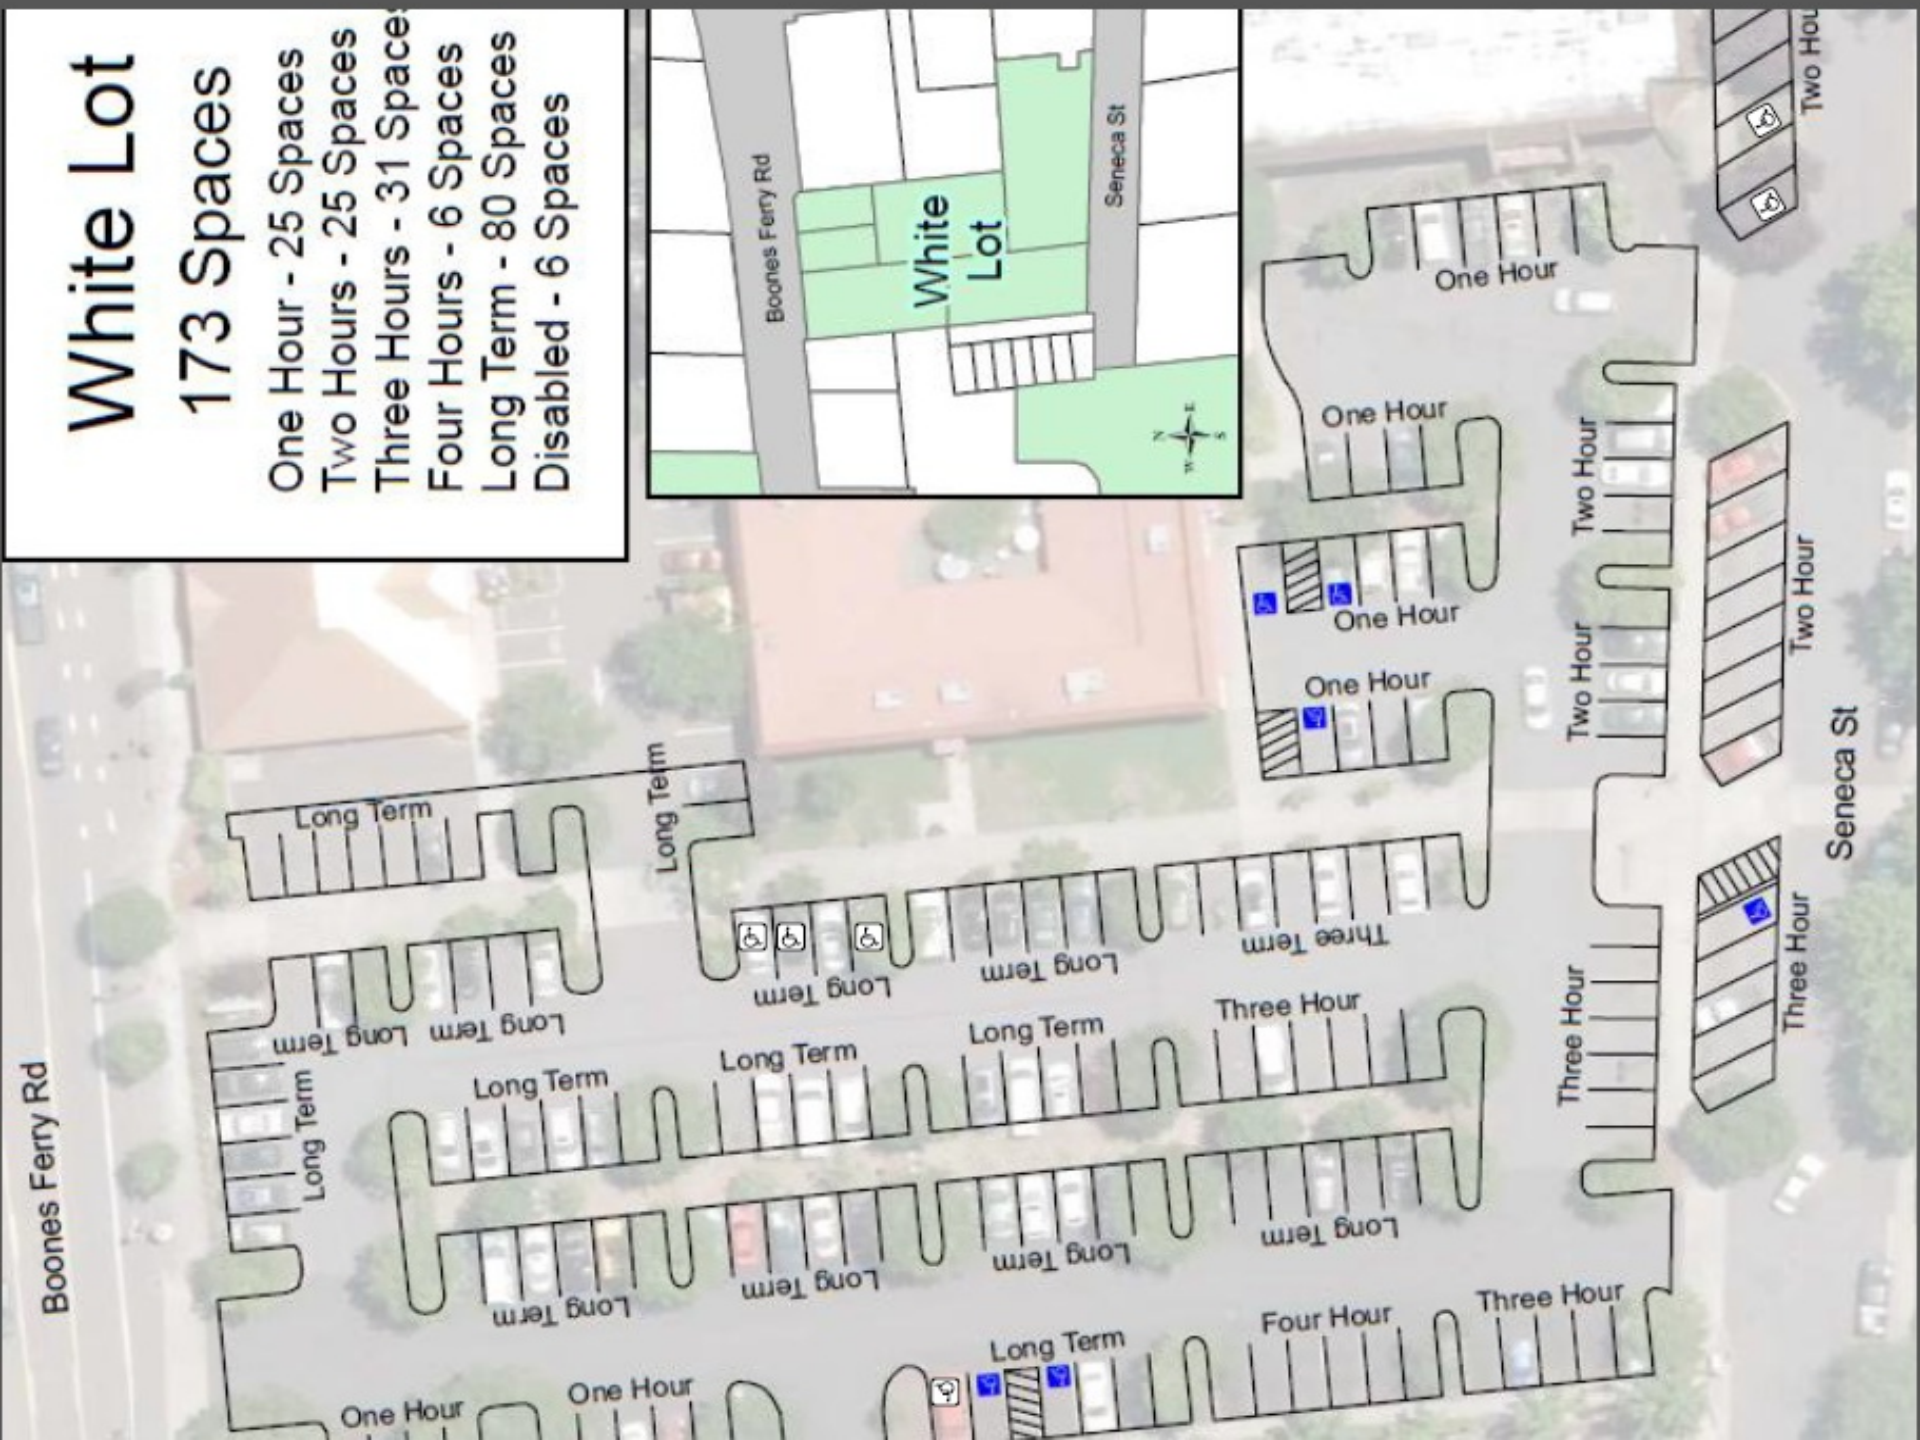 White Lot
173 Spaces
One Hour - 25 Spaces
Two Hours - 25 Spaces
Three Hours - 31 Spaces
Four Hours - 6 Spaces
Long Term - 80 Spaces
Disabled - 6 Spaces
Boones Ferry Rd
White
Lot
Seneca St
N
E
S
W
Two Hou
One Hour
One Hour
Two Hour
Two Hour
One Hour
One Hour
Two Hour
Seneca St
Long Term
Long Term
Long Term
Long Term
Three Term
Three Hour
Three Hour
Long Term
Long Term
Long Term
Long Term
Long Term
Long Term
Three Hour
Boones Ferry Rd
Long Term
Long Term
Long Term
Long Term
One Hour
One Hour
Long Term
Four Hour
Three Hour